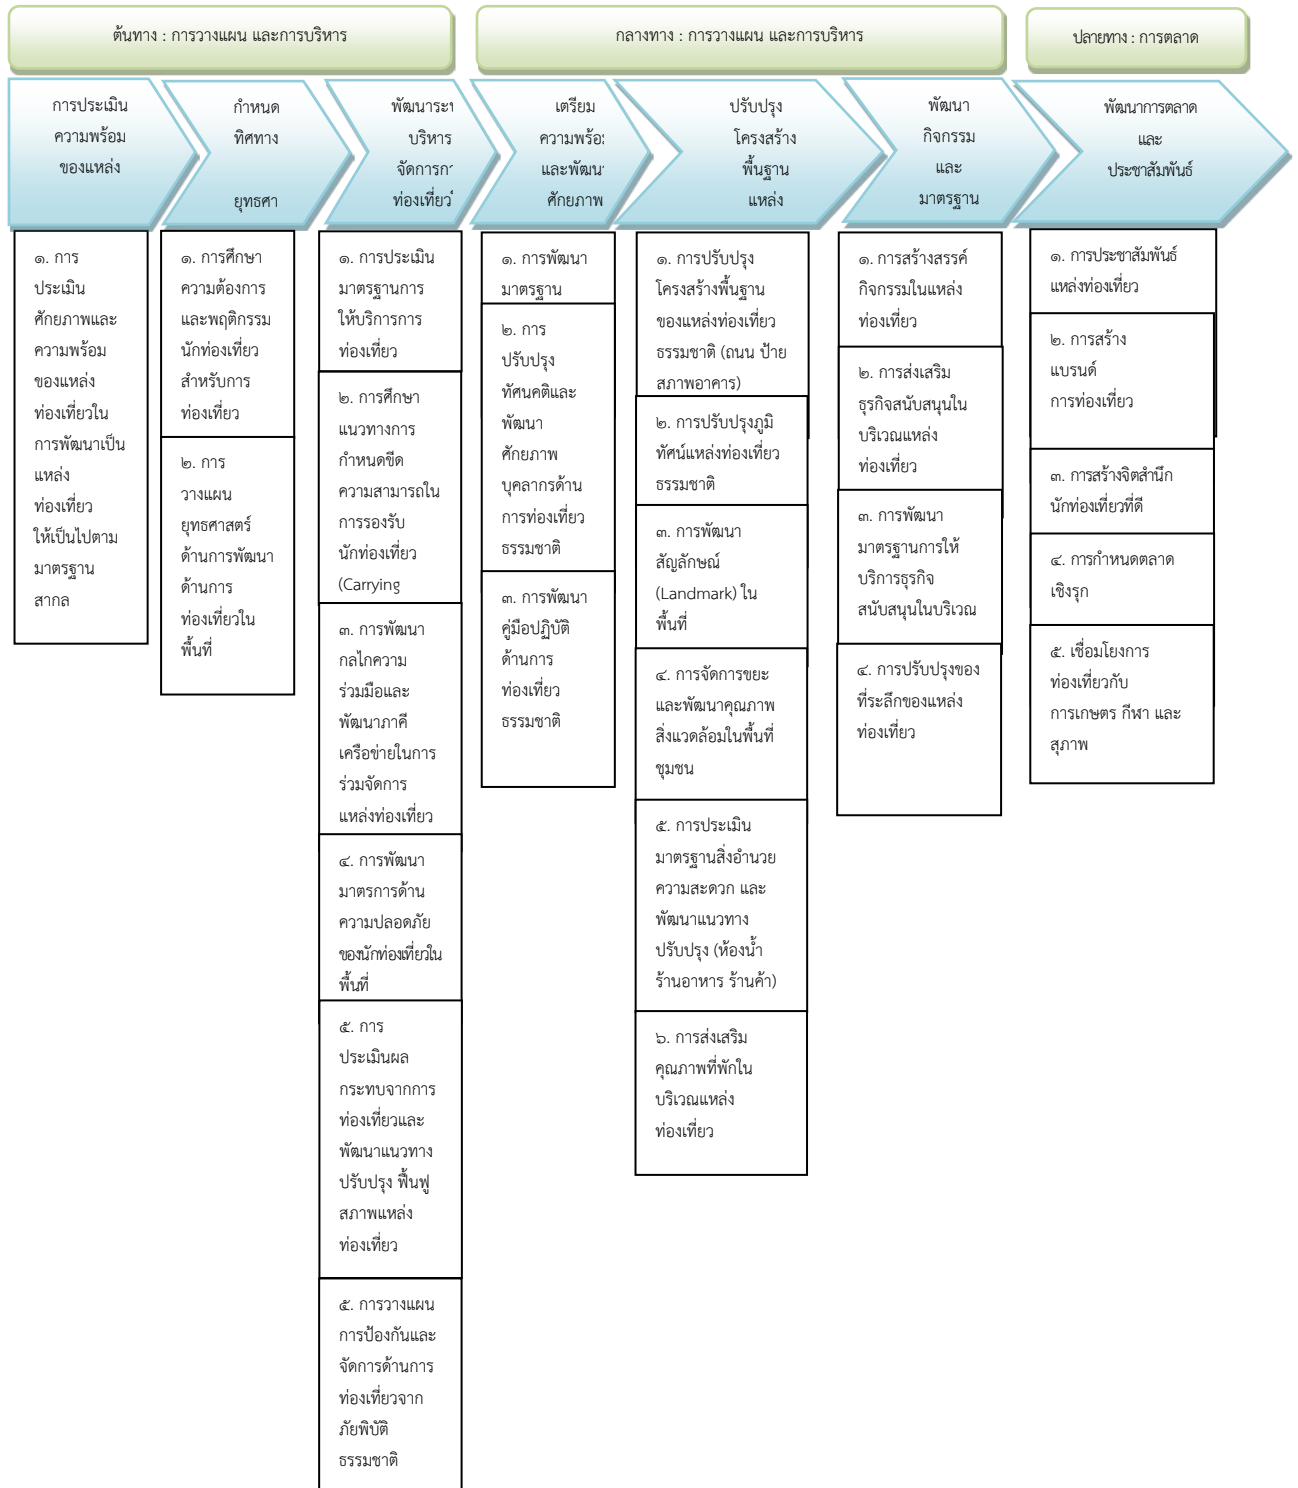 ต้นทาง : การวางแผน และการบริหาร
กลางทาง : การวางแผน และการบริหาร
ปลายทาง : การตลาด
การประเมิน
ความพร้อม
ของแหล่ง
กำหนด
ทิศทาง
ยุทธศา
พัฒนาระบ
บริหาร
จัดการกา
ท่องเที่ยว
เตรียม
ความพร้อ
และพัฒน
ศักยภาพ
ปรับปรุง
โครงสร้าง
พื้นฐาน
แหล่ง
พัฒนา
กิจกรรม
และ
มาตรฐาน
พัฒนาการตลาด
และ
ประชาสัมพันธ์
๑. การ
ประเมิน
ศักยภาพและ
ความพร้อม
ของแหล่ง
ท่องเที่ยวใน
การพัฒนาเป็น
แหล่ง
ท่องเที่ยว
ให้เป็นไปตาม
มาตรฐาน
สากล
๑. การศึกษา
ความต้องการ
และพฤติกรรม
นักท่องเที่ยว
สำหรับการ
ท่องเที่ยว
๒. การ
วางแผน
ยุทธศาสตร์
ด้านการพัฒนา
ด้านการ
ท่องเที่ยวใน
พื้นที่
๑. การประเมิน
มาตรฐานการ
ให้บริการการ
ท่องเที่ยว
๒. การศึกษา
แนวทางการ
กำหนดขีด
ความสามารถใน
การรองรับ
นักท่องเที่ยว
(Carrying
๓. การพัฒนา
กลไกความ
ร่วมมือและ
พัฒนาภาคี
เครือข่ายในการ
ร่วมจัดการ
แหล่งท่องเที่ยว
๔. การพัฒนา
มาตรการด้าน
ความปลอดภัย
ของนักท่องเที่ยวใน
พื้นที่
๕. การ
ประเมินผล
กระทบจากการ
ท่องเที่ยวและ
พัฒนาแนวทาง
ปรับปรุง ฟื้นฟู
สภาพแหล่ง
ท่องเที่ยว
๕. การวางแผน
การป้องกันและ
จัดการด้านการ
ท่องเที่ยวจาก
ภัยพิบัติ
ธรรมชาติ
๑. การพัฒนา
มาตรฐาน
๒. การ
ปรับปรุง
ทัศนคติและ
พัฒนา
ศักยภาพ
บุคลากรด้าน
การท่องเที่ยว
ธรรมชาติ
๓. การพัฒนา
คู่มือปฏิบัติ
ด้านการ
ท่องเที่ยว
ธรรมชาติ
๑. การปรับปรุง
โครงสร้างพื้นฐาน
ของแหล่งท่องเที่ยว
ธรรมชาติ (ถนน ป้าย
สภาพอาคาร)
๒. การปรับปรุงภูมิ
ทัศน์แหล่งท่องเที่ยว
ธรรมชาติ
๓. การพัฒนา
สัญลักษณ์
(Landmark) ใน
พื้นที่
๔. การจัดการขยะ
และพัฒนาคุณภาพ
สิ่งแวดล้อมในพื้นที่
ชุมชน
๕. การประเมิน
มาตรฐานสิ่งอำนวย
ความสะดวก และ
พัฒนาแนวทาง
ปรับปรุง (ห้องน้ำ
ร้านอาหาร ร้านค้า)
๖. การส่งเสริม
คุณภาพที่พักใน
บริเวณแหล่ง
ท่องเที่ยว
๑. การสร้างสรรค์
กิจกรรมในแหล่ง
ท่องเที่ยว
๒. การส่งเสริม
ธุรกิจสนับสนุนใน
บริเวณแหล่ง
ท่องเที่ยว
๓. การพัฒนา
มาตรฐานการให้
บริการธุรกิจ
สนับสนุนในบริเวณ
๔. การปรับปรุงของ
ที่ระลึกของแหล่ง
ท่องเที่ยว
๑. การประชาสัมพันธ์
แหล่งท่องเที่ยว
๒. การสร้าง
แบรนด์
การท่องเที่ยว
๓. การสร้างจิตสำนึก
นักท่องเที่ยวที่ดี
๔. การกำหนดตลาด
เชิงรุก
๕. เชื่อมโยงการ
ท่องเที่ยวกับ
การเกษตร กีฬา และ
สุภาพ